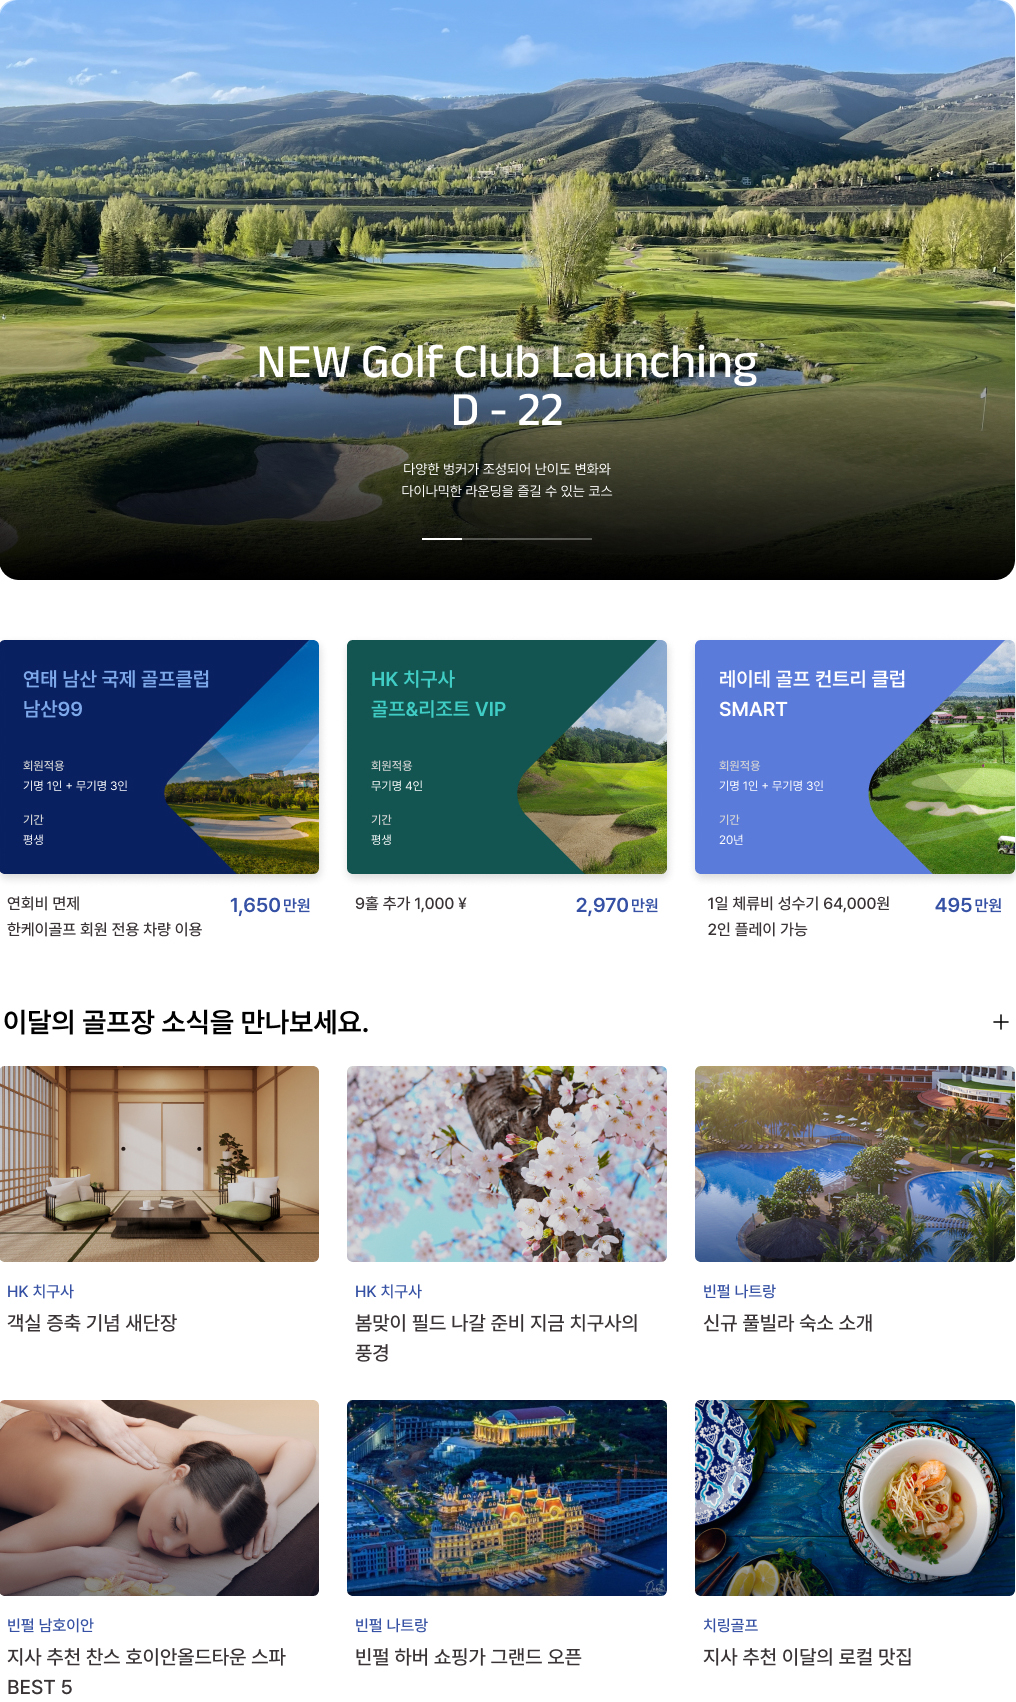 NEW Golf Club Launching
D - 22
다양한 벙커가 조성되어 난이도 변화와
다이나믹한 라운딩을 즐길 수 있는 코스
연태 남산 국제 골프클럽
남산99
회원적용
기명 1인 + 무기명 3인
기간
평생
연회비 면제
한케이골프 회원 전용 차량 이용
1,650만원
HK 치구사
골프&리조트 VIP
회원적용
무기명 4인
기간
평생
9홀 추가 1,000 ¥
2,970만원
레이테 골프 컨트리 클럽
SMART
회원적용
기명 1인 + 무기명 3인
기간
20년
1일 체류비 성수기 64,000원
2인 플레이 가능
495만원
이달의 골프장 소식을 만나보세요.
HK 치구사
객실 증축 기념 새단장
HK 치구사
봄맞이 필드 나갈 준비 지금 치구사의
풍경
빈펄 나트랑
신규 풀빌라 숙소 소개
빈펄 남호이안
지사 추천 찬스 호이안올드타운 스파
BEST 5
빈펄 나트랑
빈펄 하버 쇼핑가 그랜드 오픈
치링골프
지사 추천 이달의 로컬 맛집